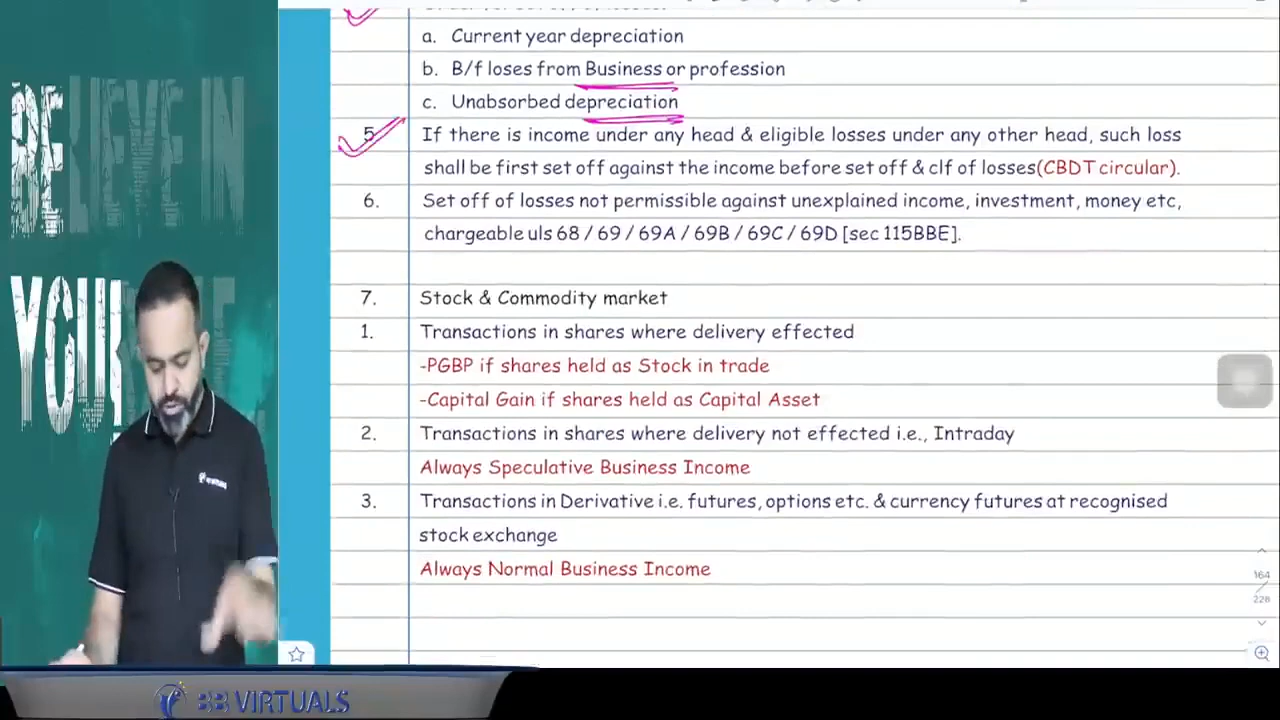 a. Current year depreciation
b. B/f loses from Business or profession
c. Unabsorbed depreciation
5. If there is income under any head & eligible losses under any other head, such loss
shall be first set off against the income before set off & c/f of losses(CBDT circular).
6. Set off of losses not permissible against unexplained income, investment, money etc,
chargeable u/s 68 / 69 / 69A / 69B / 69C / 69D [sec 115BBE].
7. Stock & Commodity market
1. Transactions in shares where delivery effected
-PGBP if shares held as Stock in trade
-Capital Gain if shares held as Capital Asset
2. Transactions in shares where delivery not effected i.e., Intraday
Always Speculative Business Income
3. Transactions in Derivative i.e. futures, options etc. & currency futures at recognised
stock exchange
Always Normal Business Income
164
/
228
BELIEVE IN
BB VIRTUALS